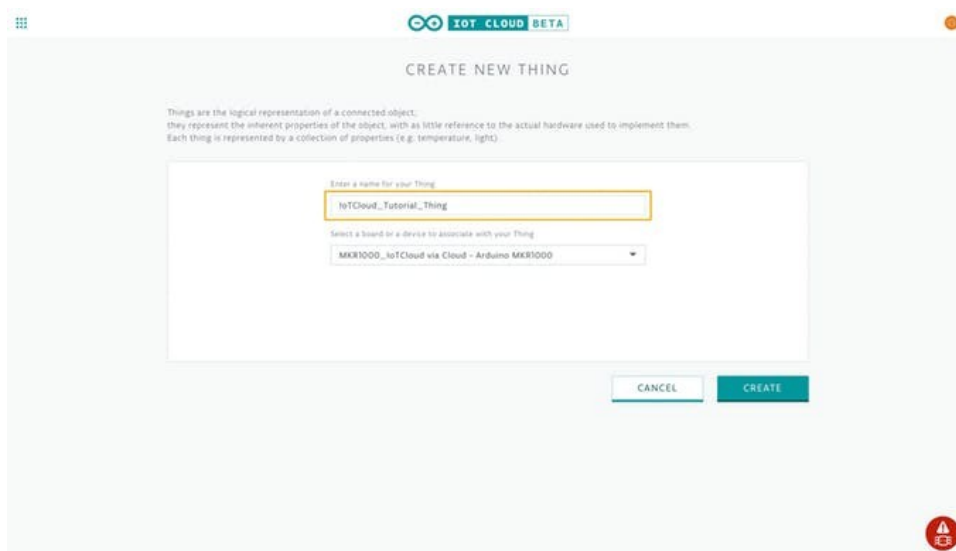 IOT CLOUD BETA
CREATE NEW THING
Things are the logical representation of a connected object,
they represent the inherent properties of the object, with as little reference to the actual hardware used to implement them.
Each thing is represented by a collection of properties (e.g. temperature, light)
Enter a name for your Thing
IoTCloud_Tutorial_Thing
Select a board or a device to associate with your Thing
MKR1000_IoTCloud via Cloud - Arduino MKR1000
CANCEL
CREATE